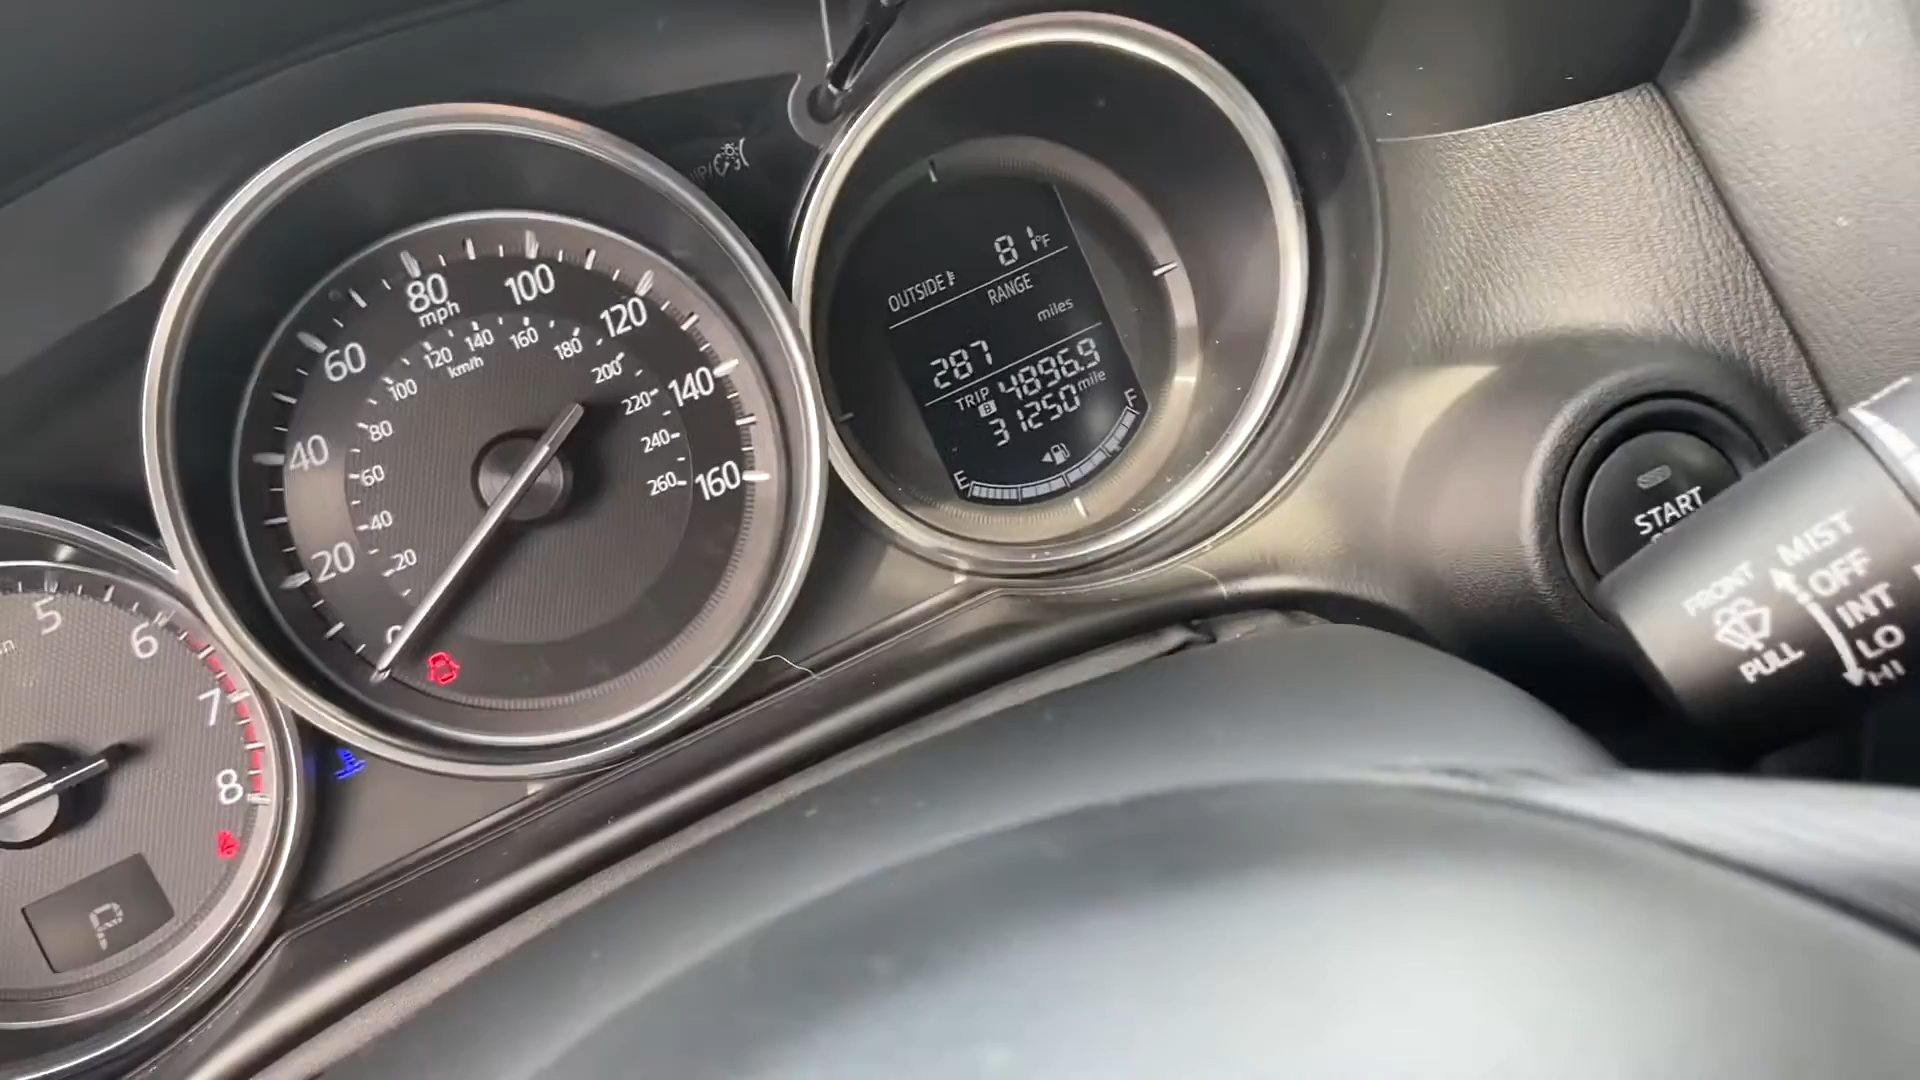 5
6
7
8
P
0
20
40
60
80
100
120
140
160
mph
20
40
60
80
100
120
140
160
180
200
220
240
260
km/h
OUTSIDE 81°F
RANGE
287 miles
TRIP B 4896.9
31250 mile
E F
START
FRONT
PULL
MIST
OFF
INT
LO
HI